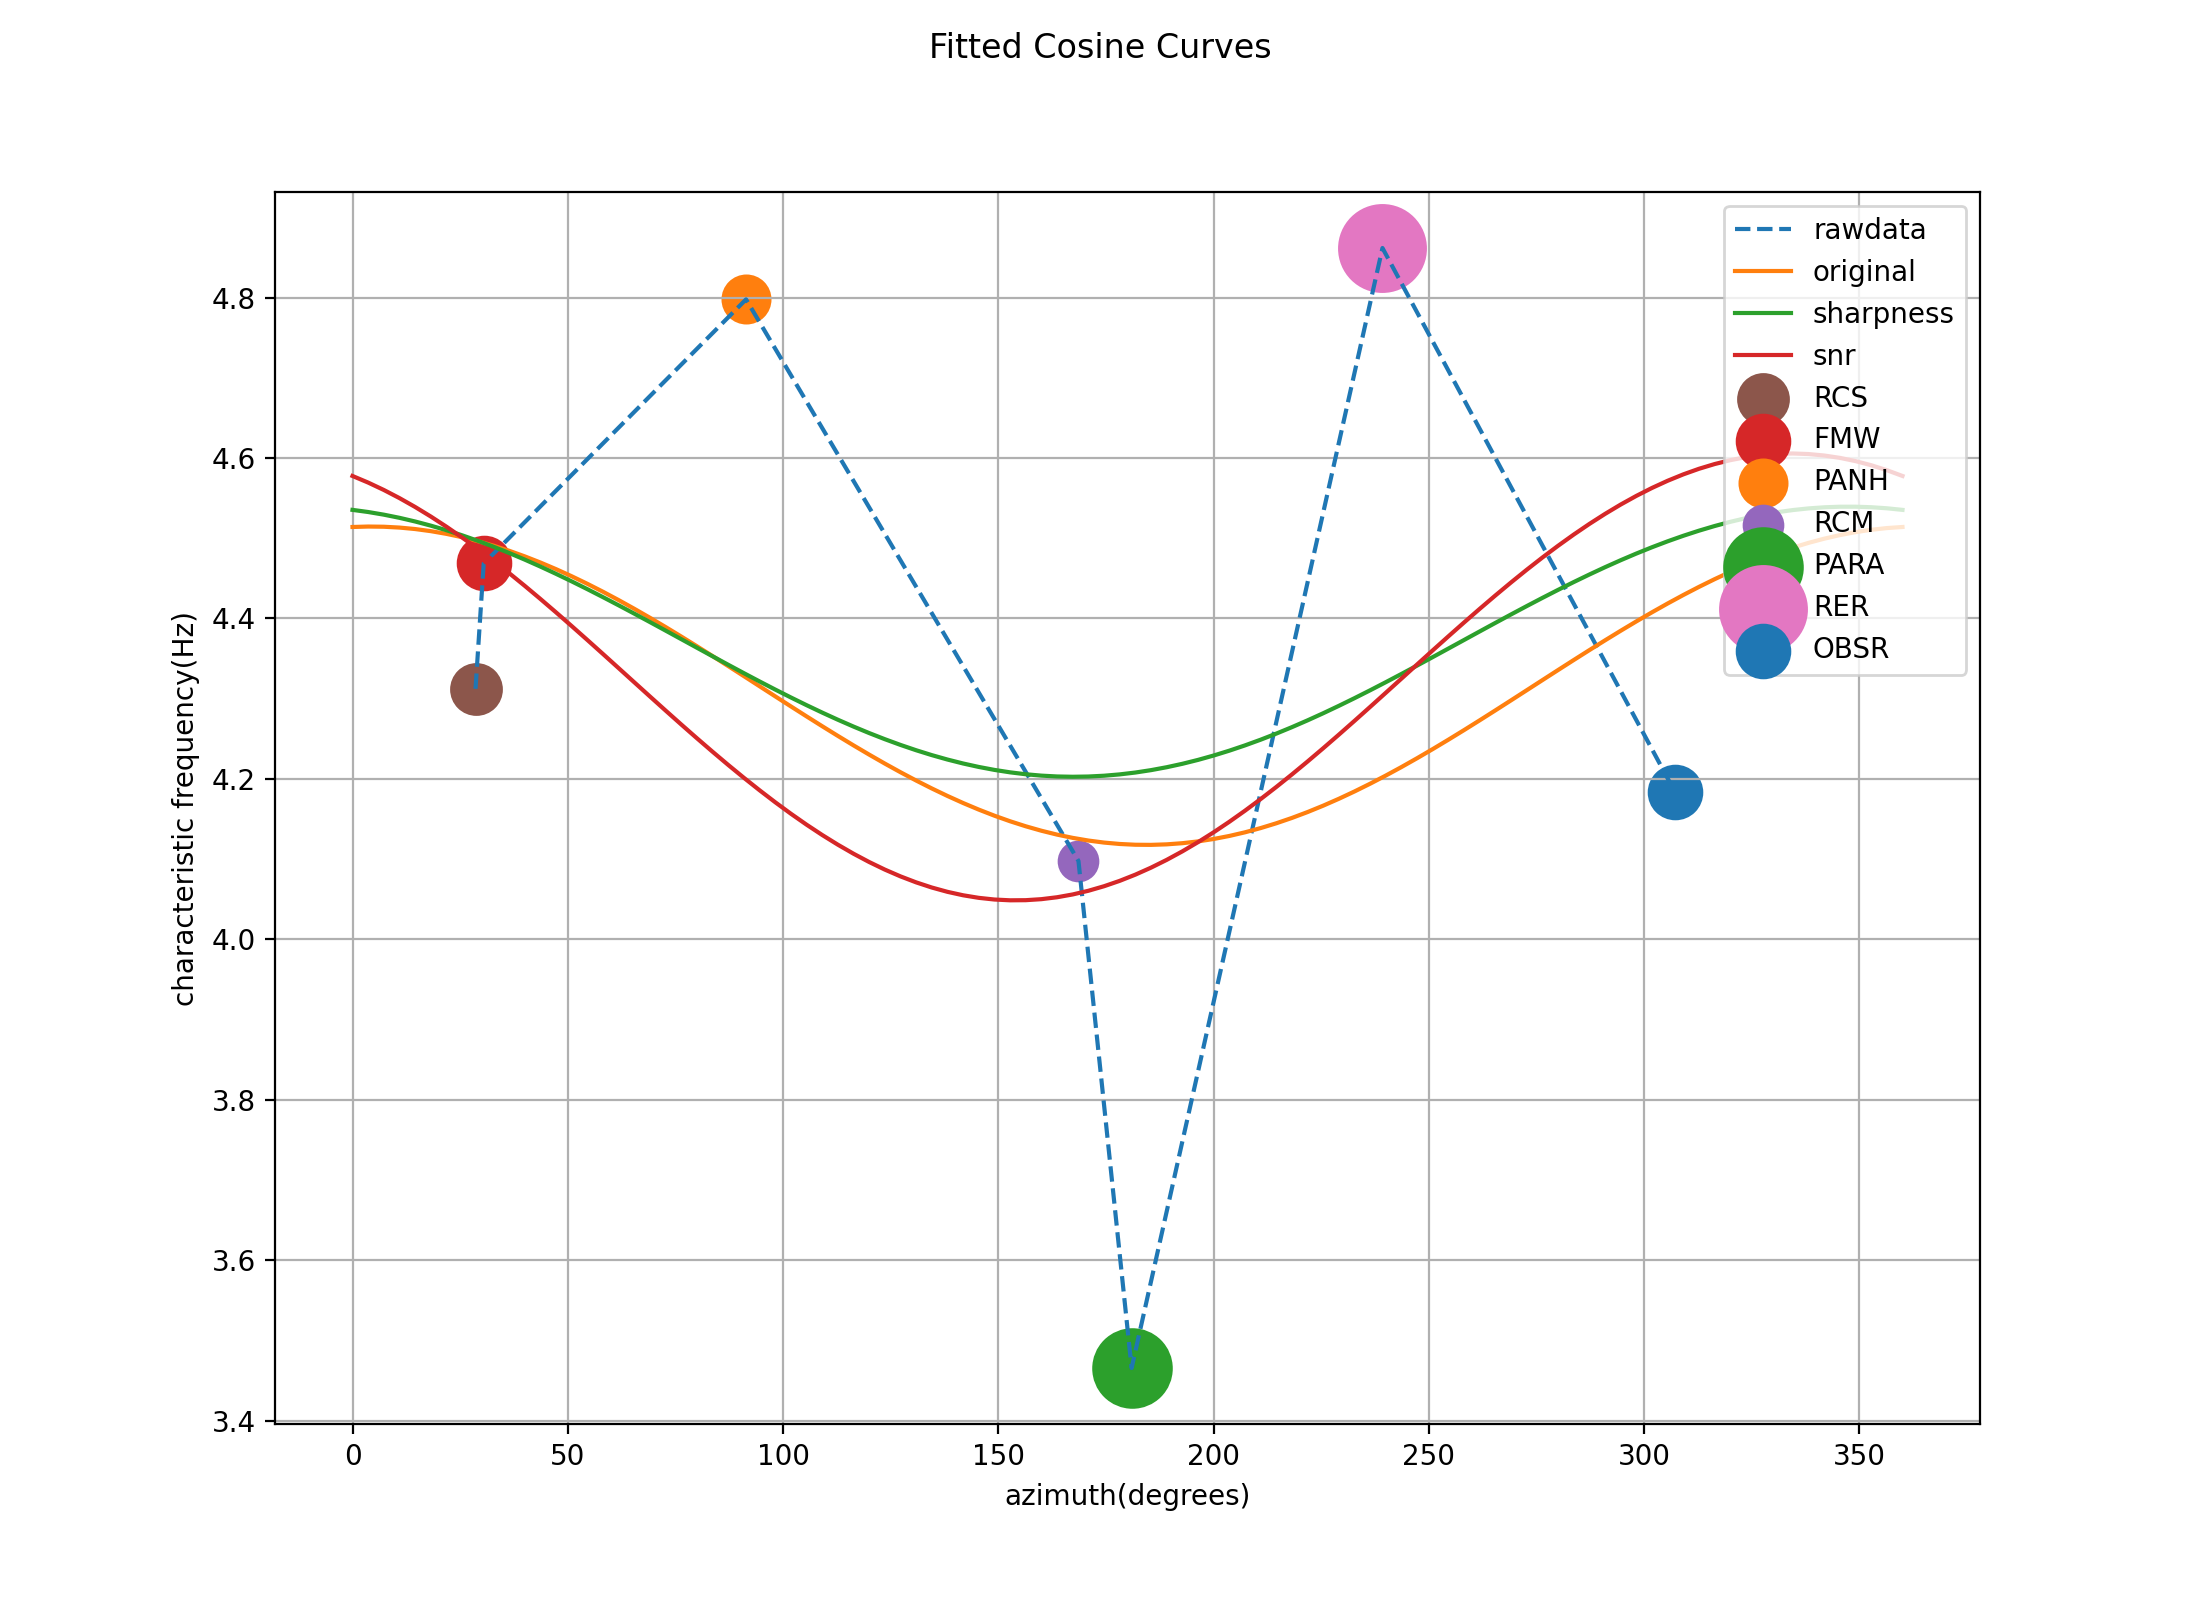 Fitted Cosine Curves
rawdata
original
sharpness
snr
RCS
FMW
PANH
RCM
PARA
RER
OBSR
4.8
4.6
4.4
4.2
4.0
3.8
3.6
3.4
characteristic frequency(Hz)
0 50 100 150 200 250 300 350
azimuth(degrees)